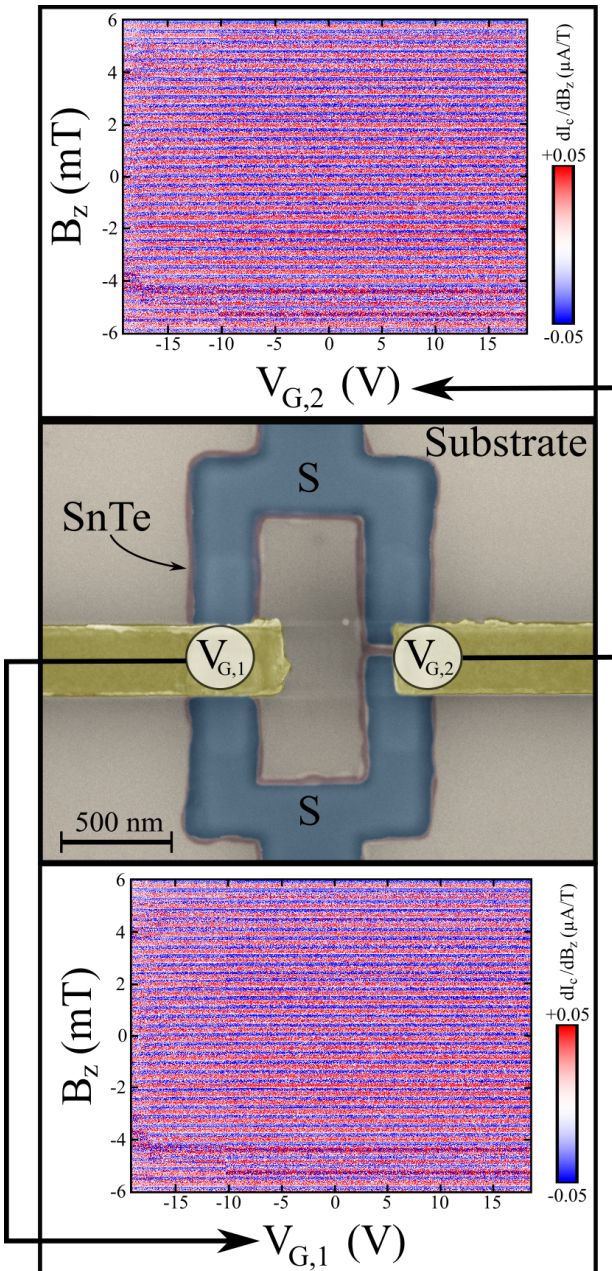 6
4
2
0
-2
-4
-6
B_z (mT)
-15 -10 -5 0 5 10 15
V_G,2 (V)
dI_c/dB_z (µA/T)
+0.05
-0.05
Substrate
S
SnTe
V_G,1
V_G,2
S
500 nm
6
4
2
0
-2
-4
-6
B_z (mT)
-15 -10 -5 0 5 10 15
V_G,1 (V)
dI_c/dB_z (µA/T)
+0.05
-0.05